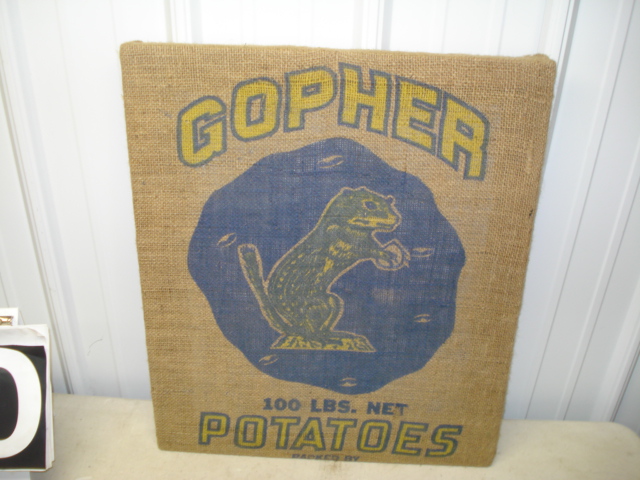 GOPHER
100 LBS. NET
POTATOES
PACKED BY